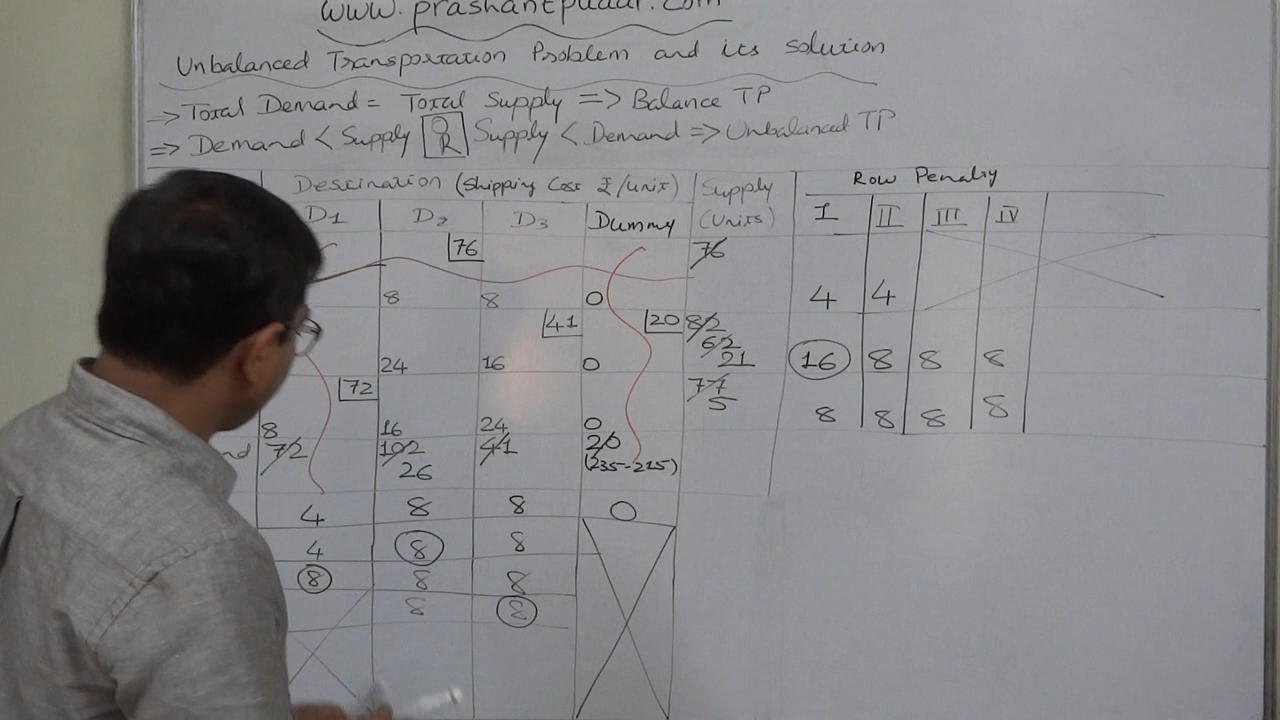 www.prashantpuaar.com
Unbalanced Transportation Problem and its solution
→ Total Demand = Total Supply => Balance TP
=> Demand < Supply OR Supply < Demand => Unbalanced TP
Destination (Shipping Cost ₹/unit) Supply (Units) Row Penalty
D1 D2 D3 Dummy I II III IV
76 76
8 8 0 4 4
41 20 82
62
24 16 0 21 16 8 8 8
72 77
5
8 16 24 0 8 8 8 8
nd 72 102 41 20
26 (235-215)
4 8 8 0
4 8 8
8 8 8
8 8